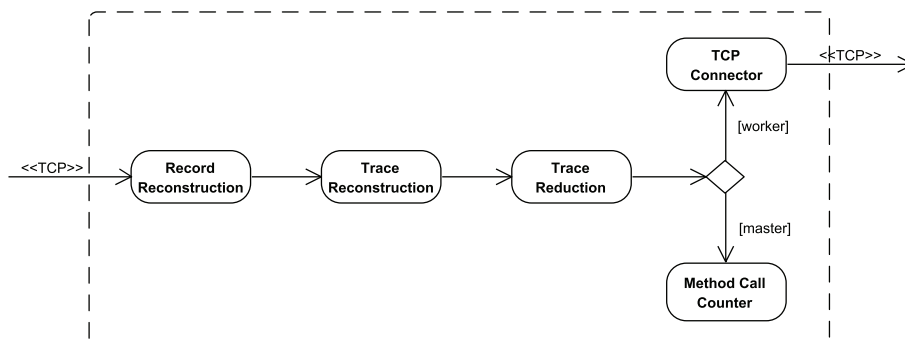 TCP
Connector
<<TCP>>
[worker]
<<TCP>>
Record
Reconstruction
Trace
Reconstruction
Trace
Reduction
[master]
Method Call
Counter